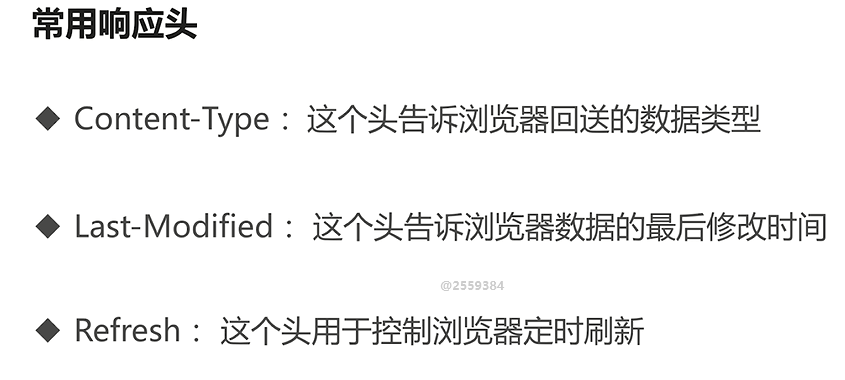 常用响应头
◆ Content-Type： 这个头告诉浏览器回送的数据类型
◆ Last-Modified： 这个头告诉浏览器数据的最后修改时间
@2559384
◆ Refresh： 这个头用于控制浏览器定时刷新